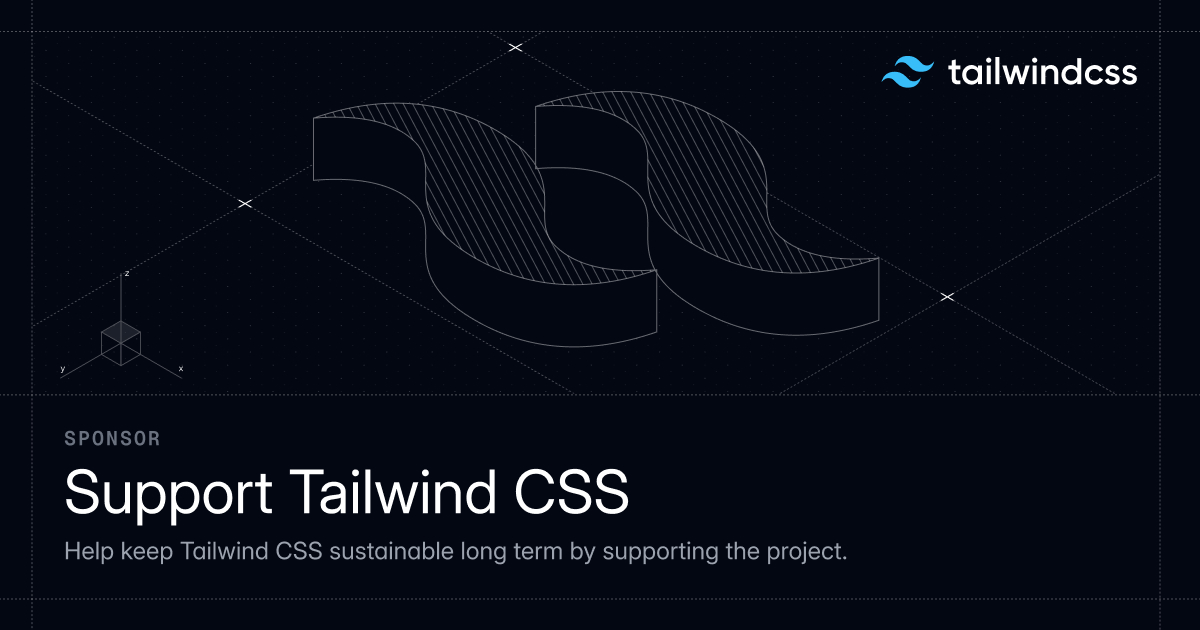 tailwindcss
z
y
x
SPONSOR
Support Tailwind CSS
Help keep Tailwind CSS sustainable long term by supporting the project.